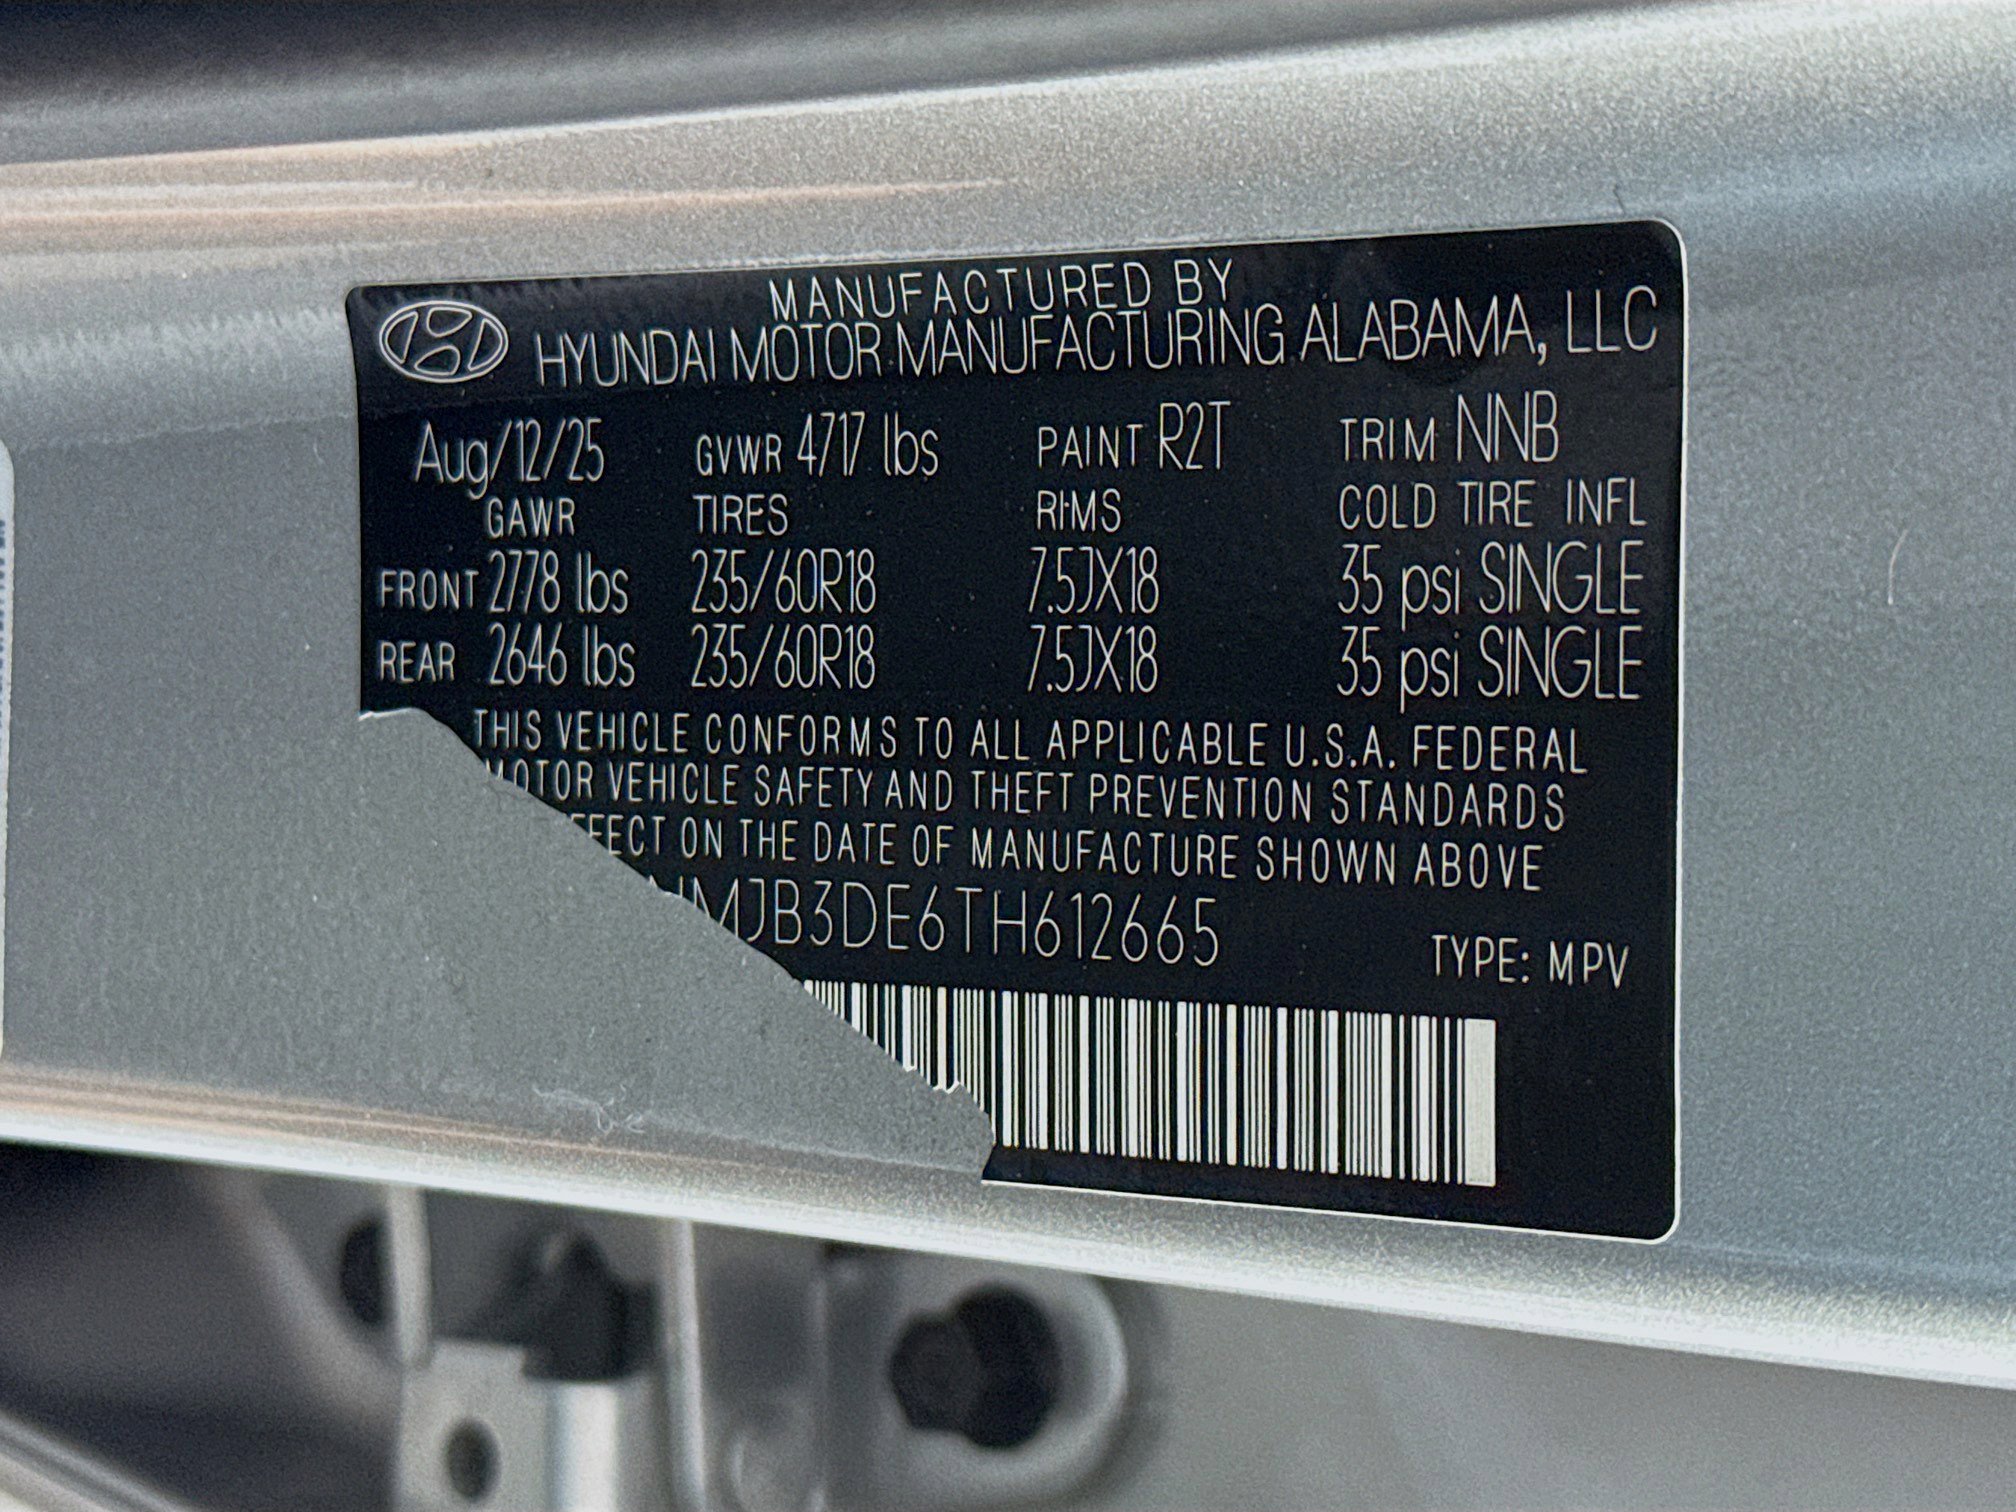 MANUFACTURED BY
HYUNDAI MOTOR MANUFACTURING ALABAMA, LLC
Aug/12/25 GVWR 4717 lbs PAINT R2T TRIM NNB
GAWR TIRES RIMS COLD TIRE INFL
FRONT 2778 lbs 235/60R18 7.5JX18 35 psi SINGLE
REAR 2646 lbs 235/60R18 7.5JX18 35 psi SINGLE
THIS VEHICLE CONFORMS TO ALL APPLICABLE U.S.A. FEDERAL
MOTOR VEHICLE SAFETY AND THEFT PREVENTION STANDARDS
FFECT ON THE DATE OF MANUFACTURE SHOWN ABOVE
NMJB3DE6TH612665
TYPE: MPV